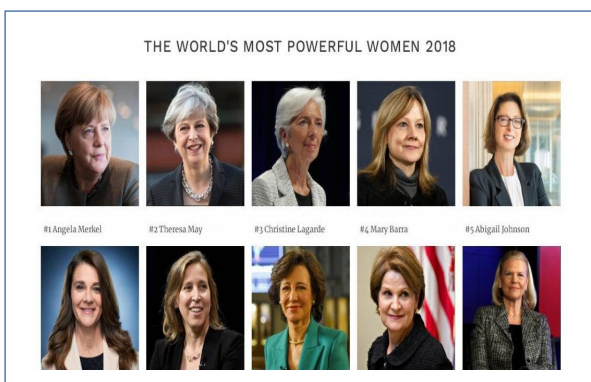 THE WORLD'S MOST POWERFUL WOMEN 2018
#1 Angela Merkel #2 Theresa May #3 Christine Lagarde #4 Mary Barra #5 Abigail Johnson